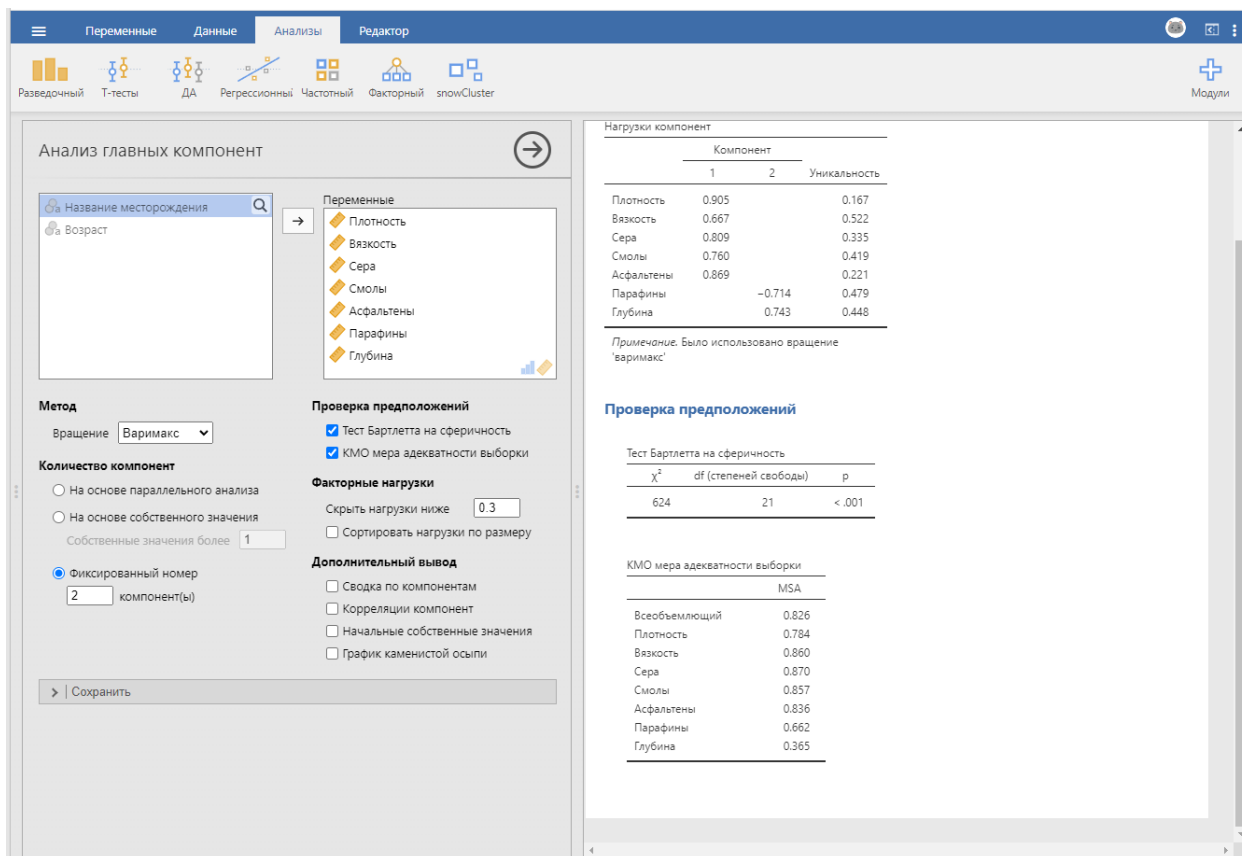 Переменные Данные Анализы Редактор
Разведочный Т-тесты ДА Регрессионный Частотный Факторный snowCluster Модули
Анализ главных компонент
Название месторождения
Возраст
Переменные
Плотность
Вязкость
Сера
Смолы
Асфальтены
Парафины
Глубина
Метод
Вращение Варимакс
Количество компонент
На основе параллельного анализа
На основе собственного значения
Собственные значения более 1
Фиксированный номер
2 компонент(ы)
Проверка предположений
Тест Бартлетта на сферичность
КМО мера адекватности выборки
Факторные нагрузки
Скрыть нагрузки ниже 0.3
Сортировать нагрузки по размеру
Дополнительный вывод
Сводка по компонентам
Корреляции компонент
Начальные собственные значения
График каменистой осыпи
Сохранить
Нагрузки компонент
Компонент
1 2 Уникальность
Плотность 0.905 0.167
Вязкость 0.667 0.522
Сера 0.809 0.335
Смолы 0.760 0.419
Асфальтены 0.869 0.221
Парафины −0.714 0.479
Глубина 0.743 0.448
Примечание. Было использовано вращение
'варимакс'
Проверка предположений
Тест Бартлетта на сферичность
χ² df (степеней свободы) p
624 21 < .001
КМО мера адекватности выборки
MSA
Всеобъемлющий 0.826
Плотность 0.784
Вязкость 0.860
Сера 0.870
Смолы 0.857
Асфальтены 0.836
Парафины 0.662
Глубина 0.365